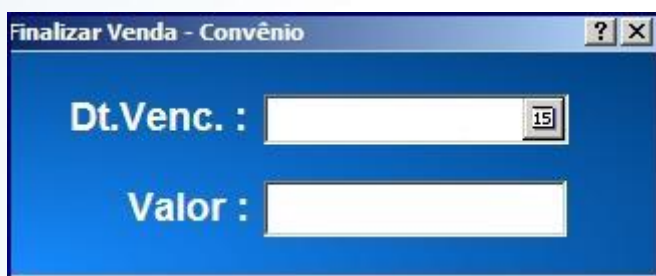 Finalizar Venda - Convênio
Dt.Venc. :
15
Valor :